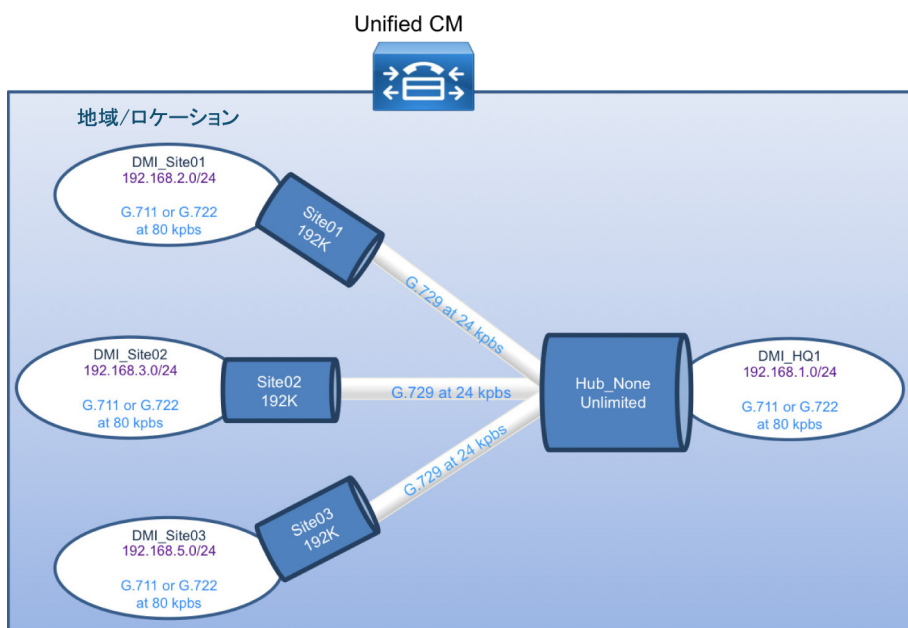 Unified CM
地域/ロケーション
DMI_Site01
192.168.2.0/24
G.711 or G.722
at 80 kpbs
Site01
192K
G.729 at 24 kpbs
DMI_Site02
192.168.3.0/24
G.711 or G.722
at 80 kpbs
Site02
192K
G.729 at 24 kpbs
Hub_None
Unlimited
DMI_HQ1
192.168.1.0/24
G.711 or G.722
at 80 kpbs
DMI_Site03
192.168.5.0/24
G.711 or G.722
at 80 kpbs
Site03
192K
G.729 at 24 kpbs